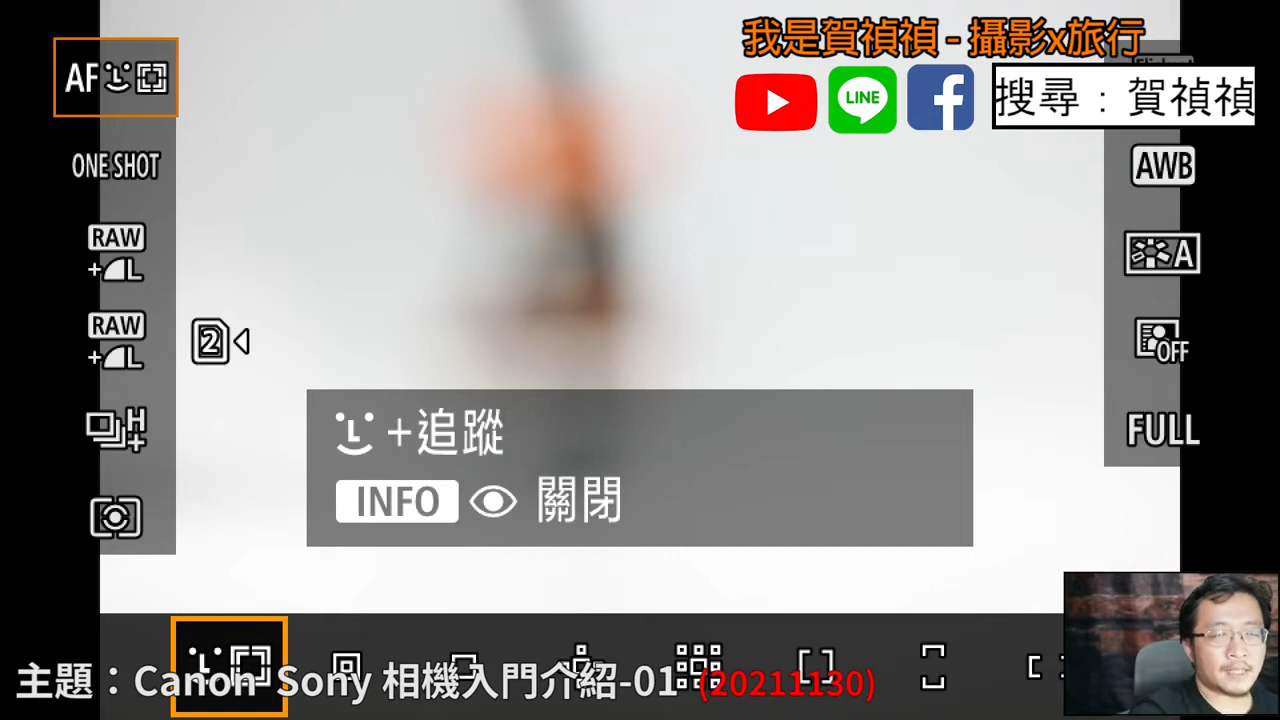 我是賀禎禎 - 攝影x旅行
LINE
搜尋：賀禎禎
AF
ONE SHOT
RAW
+L
RAW
+L
H+
2
AWB
A
OFF
FULL
+追蹤
INFO 關閉
主題：Canon Sony 相機入門介紹-01 (20211130)